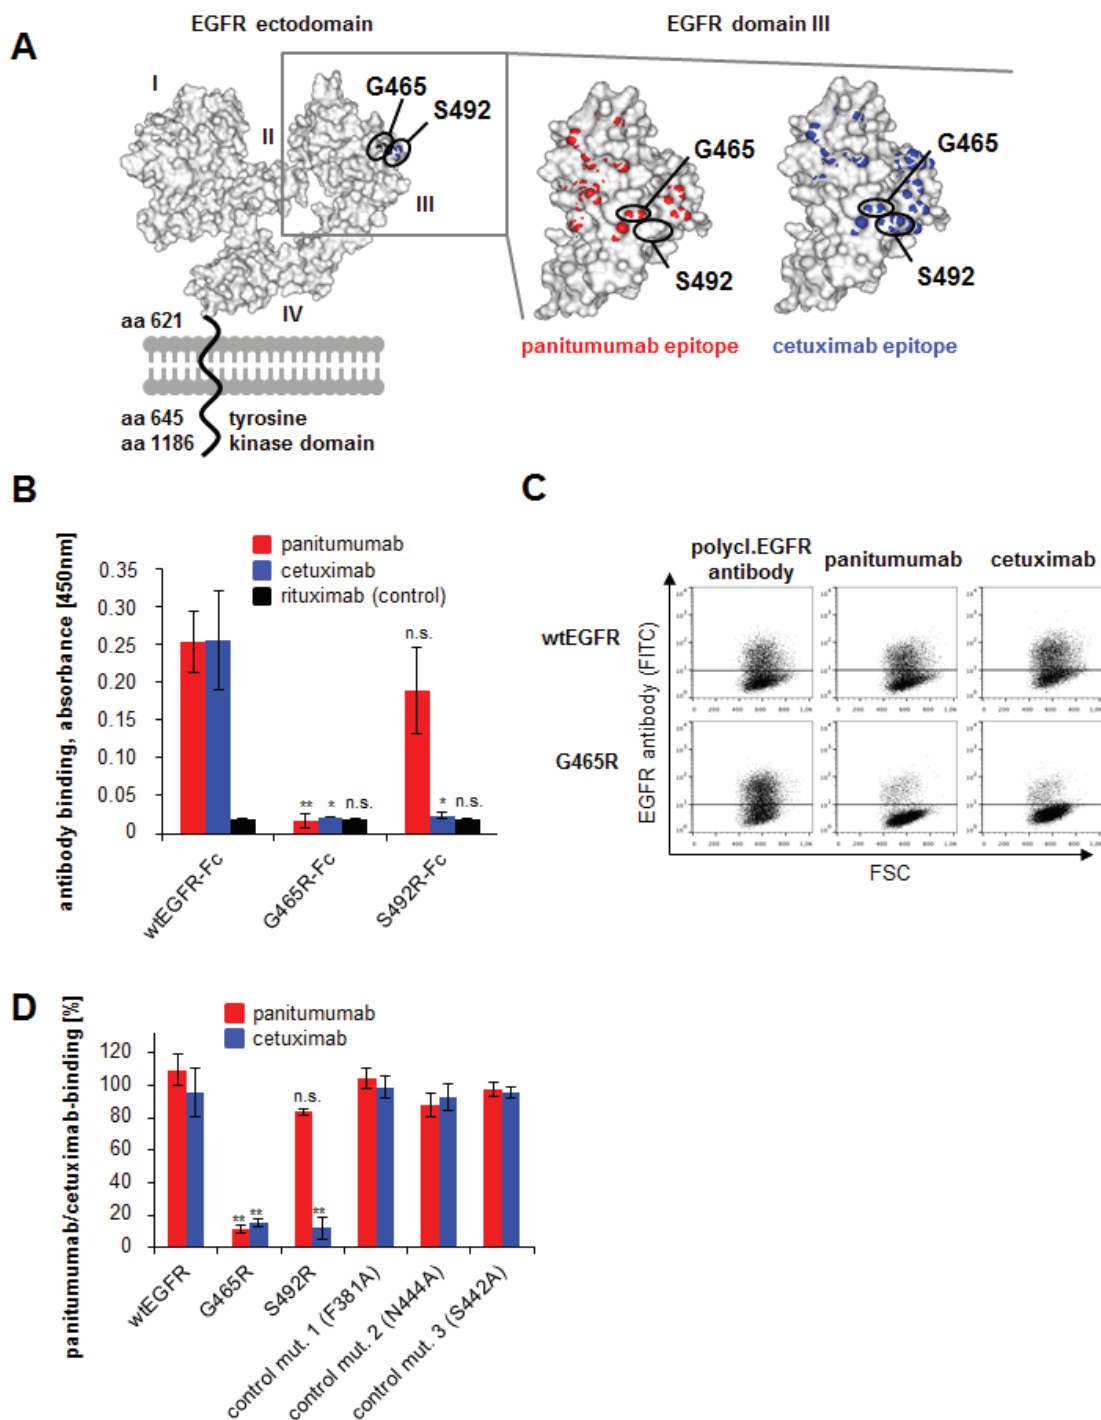 A
EGFR ectodomain
EGFR domain III
I
II
III
IV
G465
S492
G465
S492
G465
S492
panitumumab epitope
cetuximab epitope
aa 621
aa 645
aa 1186
tyrosine
kinase domain
B
antibody binding, absorbance [450nm]
panitumumab
cetuximab
rituximab (control)
0.35
0.30
0.25
0.20
0.15
0.10
0.05
0
** * n.s.
n.s.
* n.s.
wtEGFR-Fc
G465R-Fc
S492R-Fc
C
polycl.EGFR
antibody
panitumumab
cetuximab
wtEGFR
G465R
EGFR antibody (FITC)
FSC
D
panitumumab/cetuximab-binding [%]
panitumumab
cetuximab
120
100
80
60
40
20
0
** **
n.s.
**
wtEGFR
G465R
S492R
control mut. 1 (F381A)
control mut. 2 (N444A)
control mut. 3 (S442A)